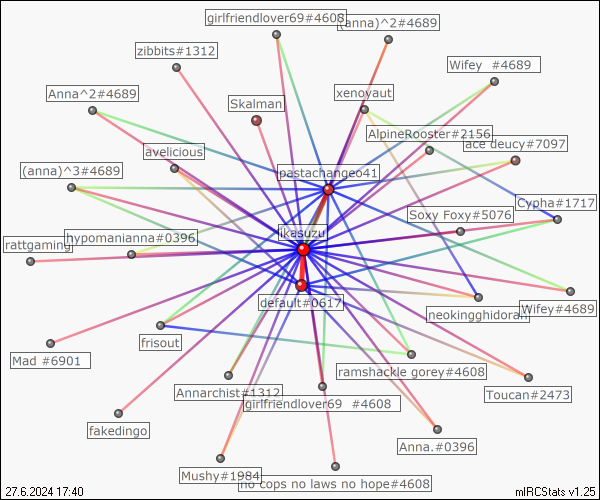 girlfriendlover69#4608
(anna)^2#4689
zibbits#1312
Wifey #4689
xenovaut
Anna^2#4689
Skalman
AlpineRooster#2156
ace deucy#7097
avelicious
pastachangeo41
(anna)^3#4689
Cypha#1717
Soxy Foxy#5076
ikasuzu
hypomanianna#0396
rattgaming
default#0617
Wifey#4689
neokingghidorah
frisout
Mad #6901
ramshackle gorey#4608
Annarchist#1312
Toucan#2473
girlfriendlover69 #4608
fakedingo
Anna.#0396
Mushy#1984
no cops no laws no hope#4608
27.6.2024 17:40
mIRCStats v1.25